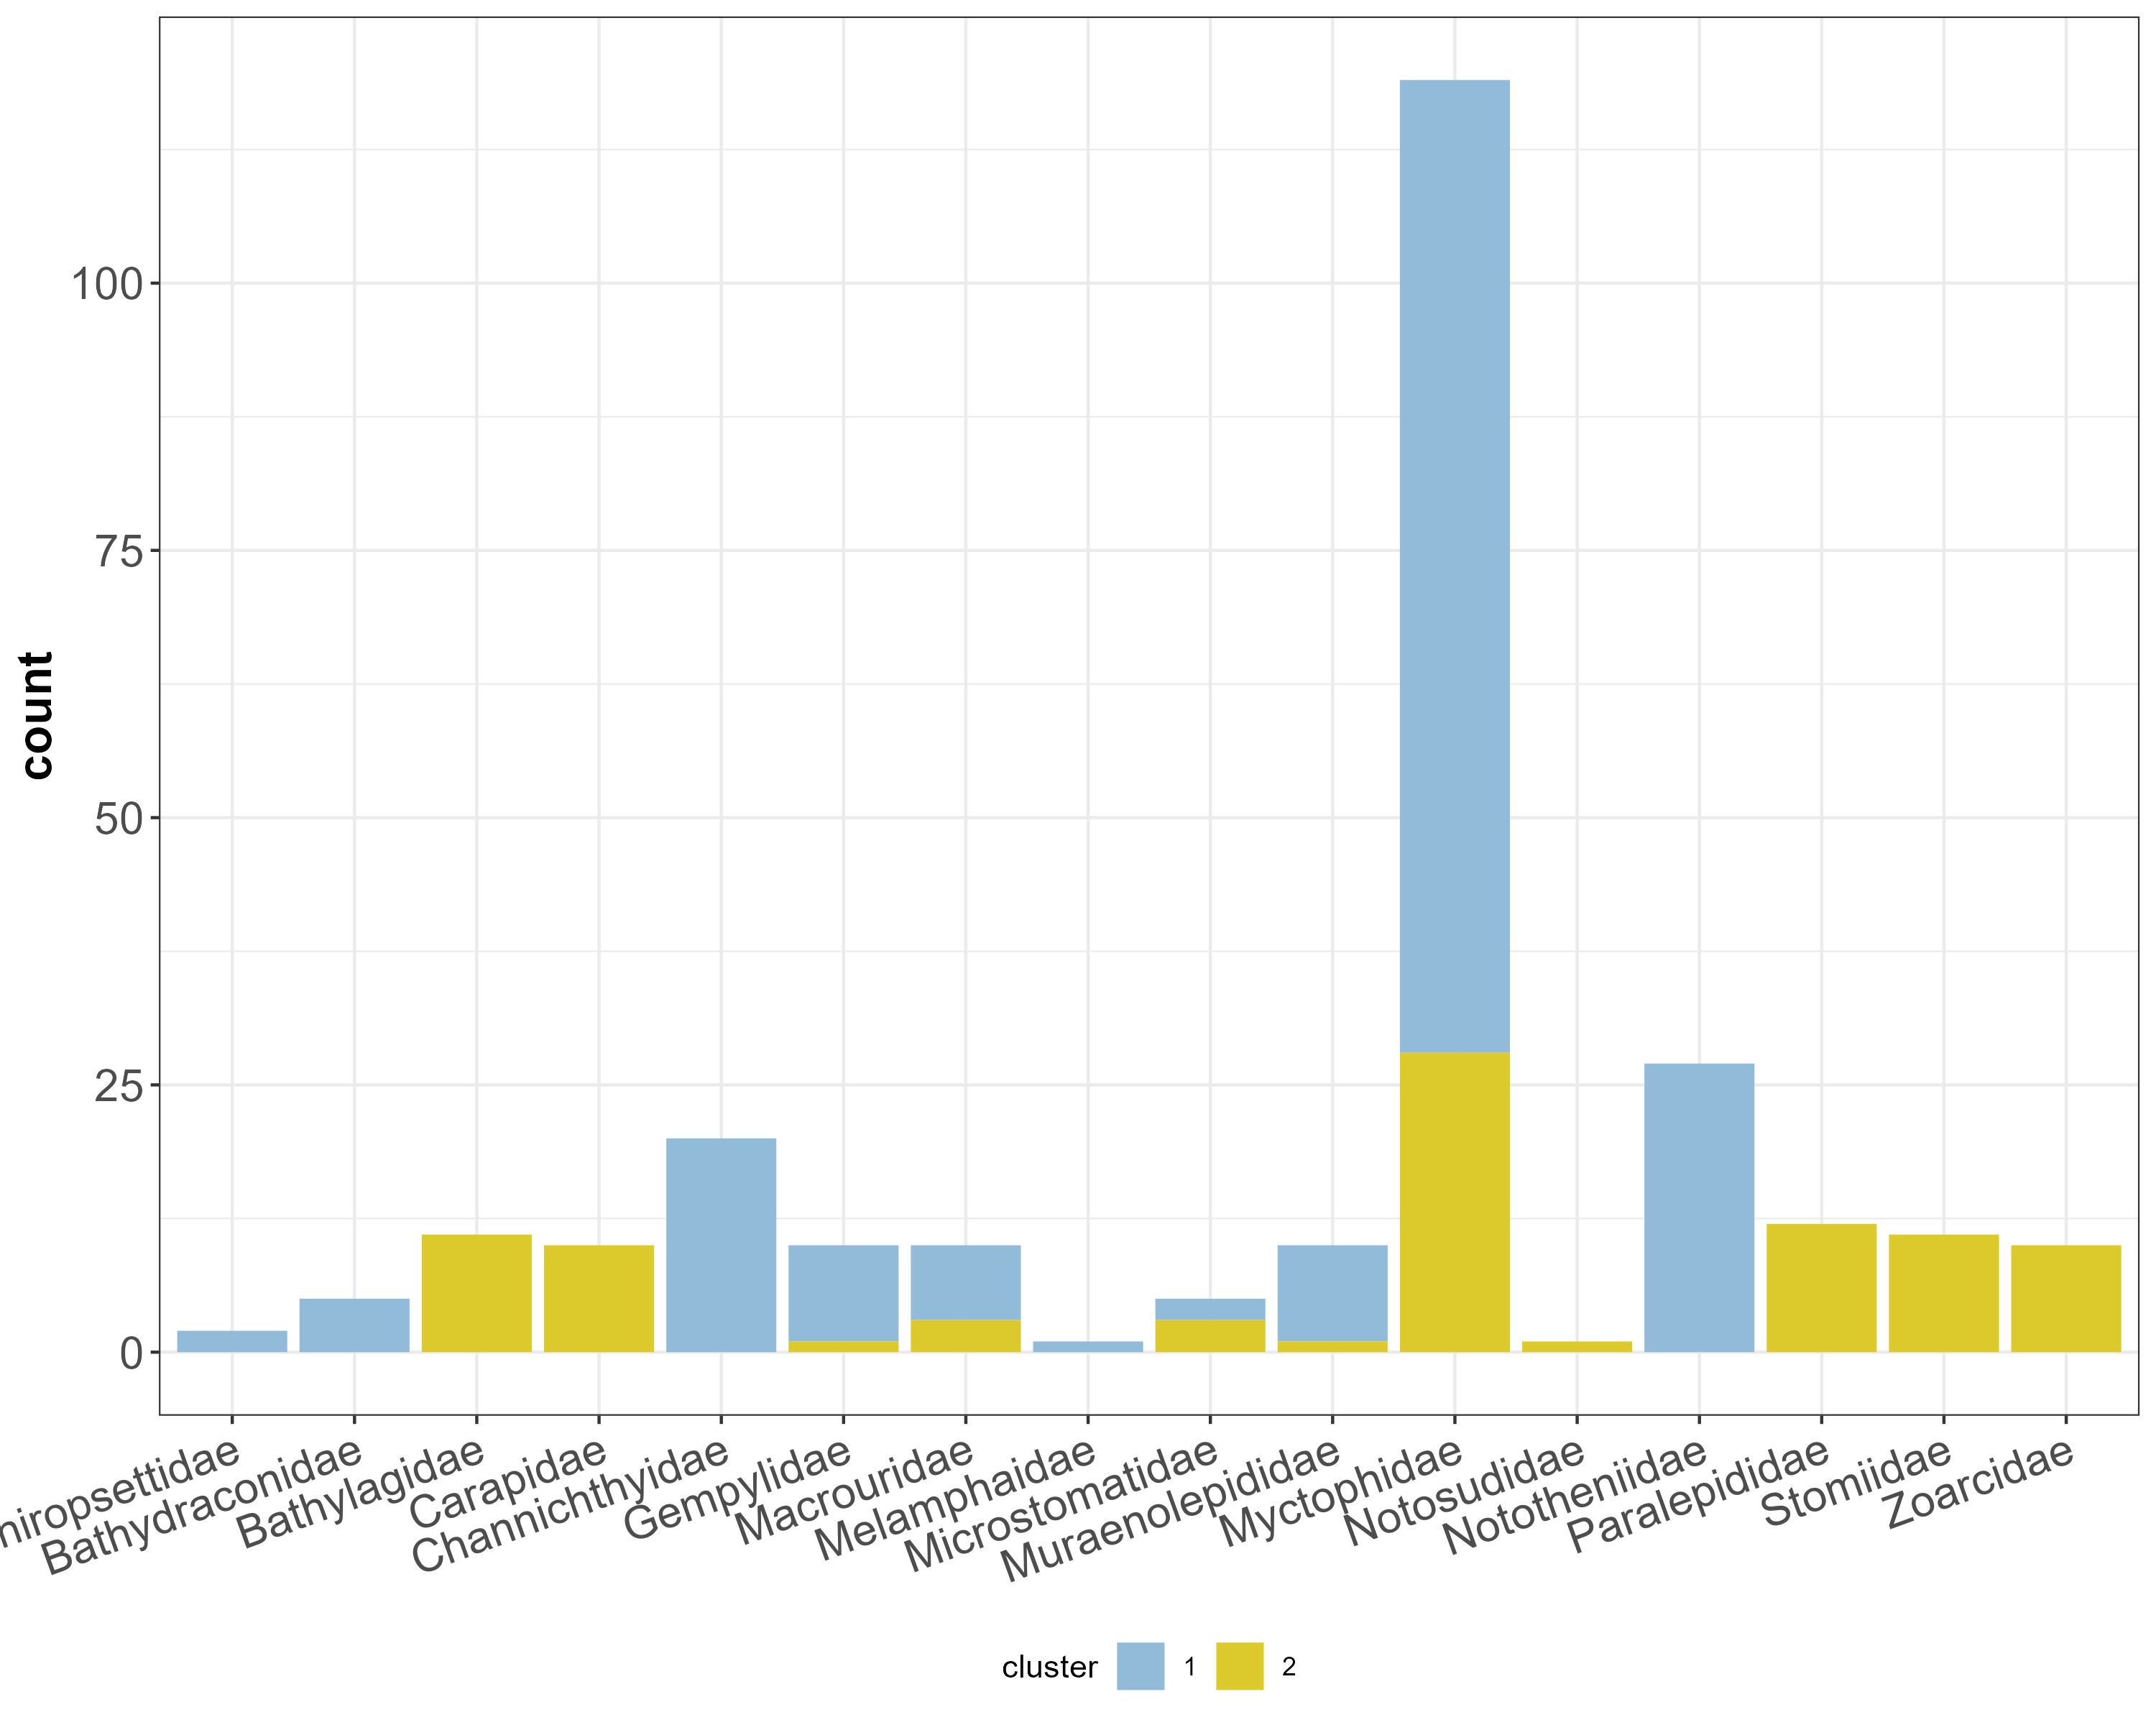 count
100
75
50
25
0
niropsetidae
Bathydraconidae
Bathylagidae
Carapidae
Channichthyidae
Gempylidae
Macrouridae
Melamphaidae
Microstomatidae
Muraenolepididae
Myctophidae
Notosudidae
Nototheniidae
Paralepididae
Stomiidae
Zoarcidae
cluster 1 2